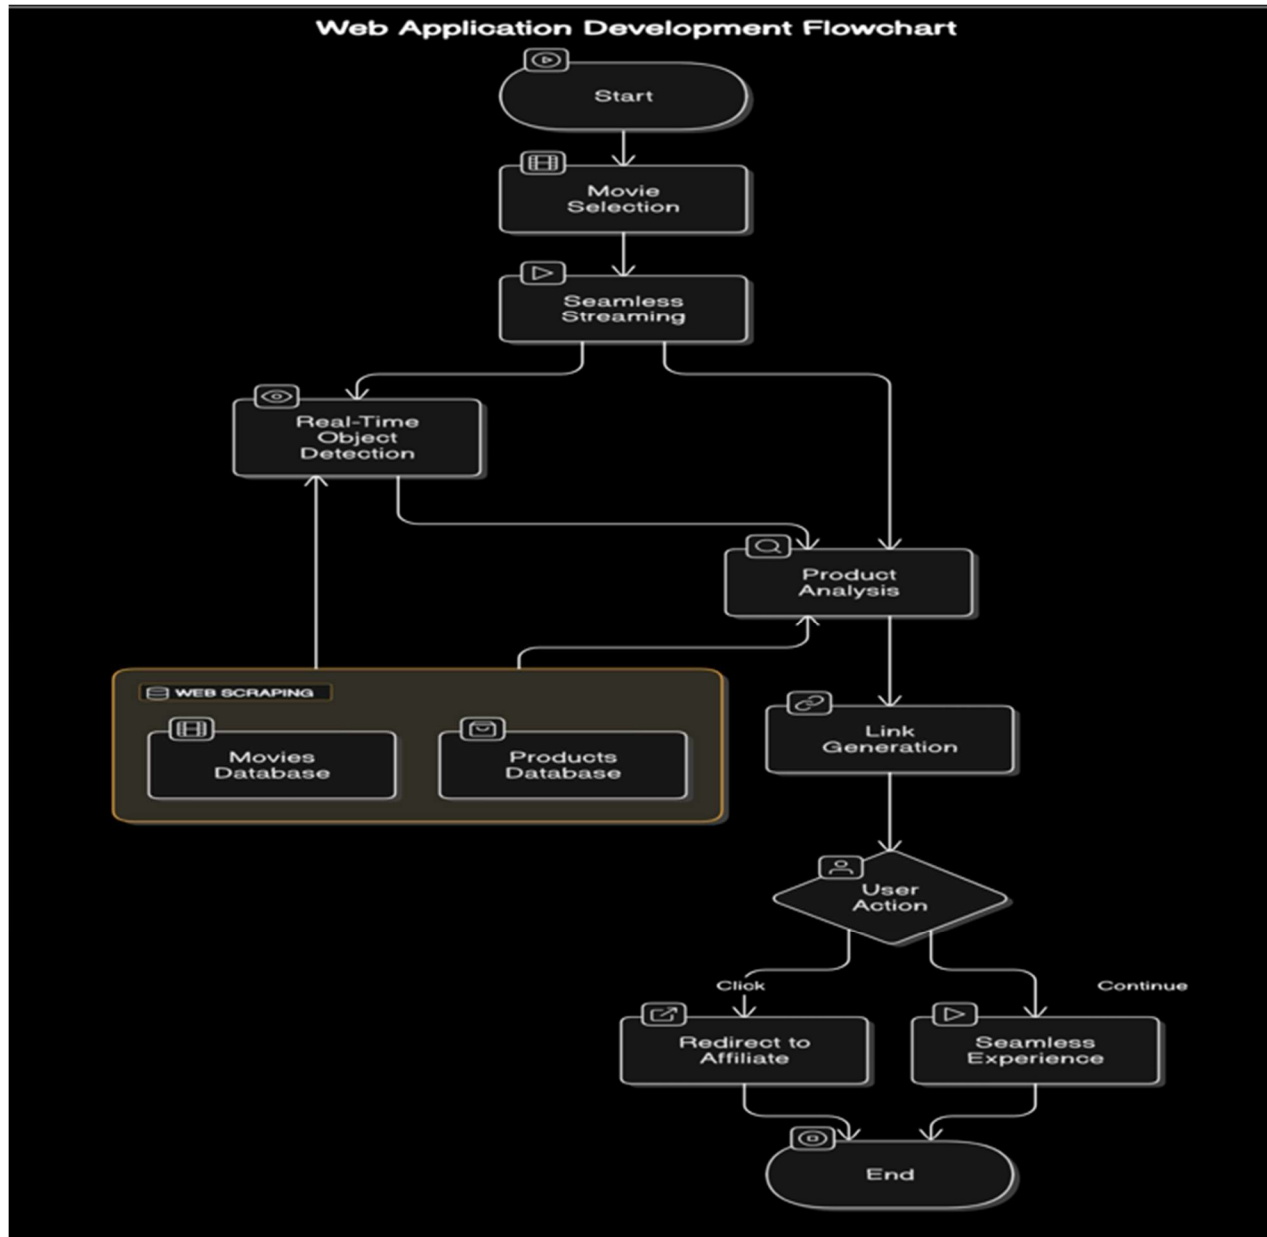 Web Application Development Flowchart
Start
Movie
Selection
Seamless
Streaming
Real-Time
Object
Detection
Product
Analysis
WEB SCRAPING
Movies
Database
Products
Database
Link
Generation
User
Action
Click
Continue
Redirect to
Affiliate
Seamless
Experience
End